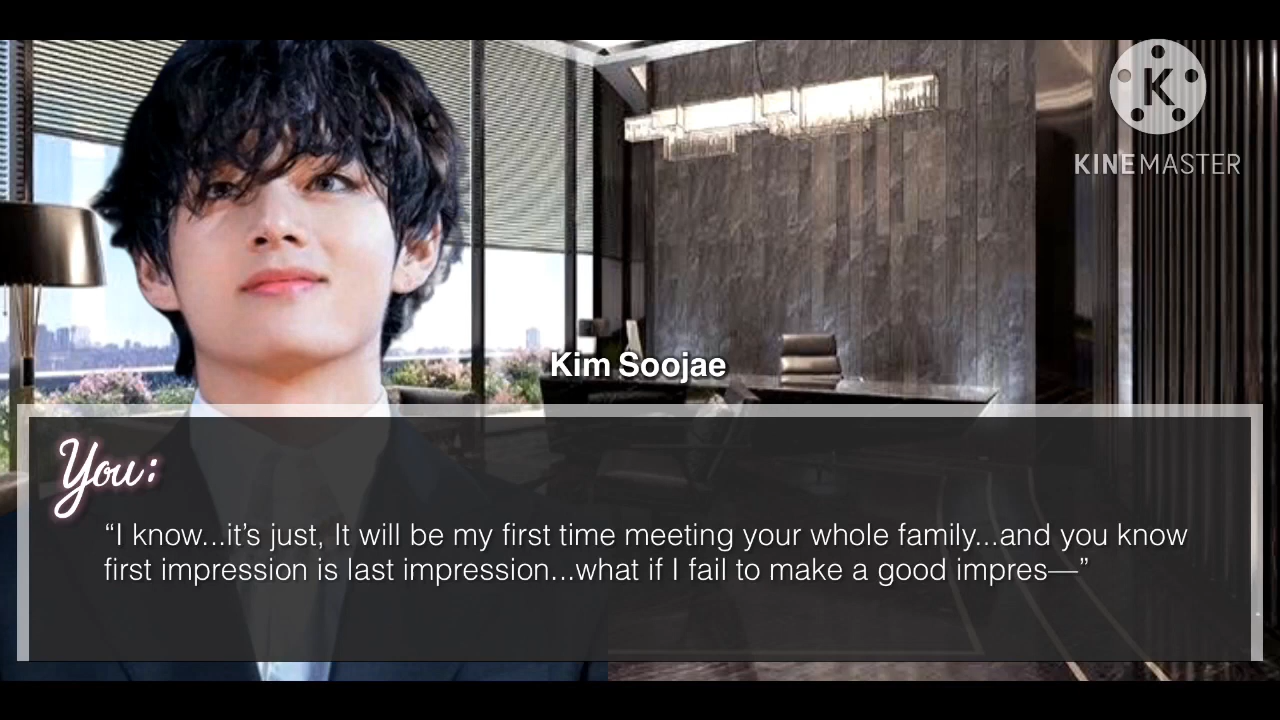 K
KINEMASTER
Kim Soojae
You:
“I know...it’s just, It will be my first time meeting your whole family...and you know
first impression is last impression...what if I fail to make a good impres—”